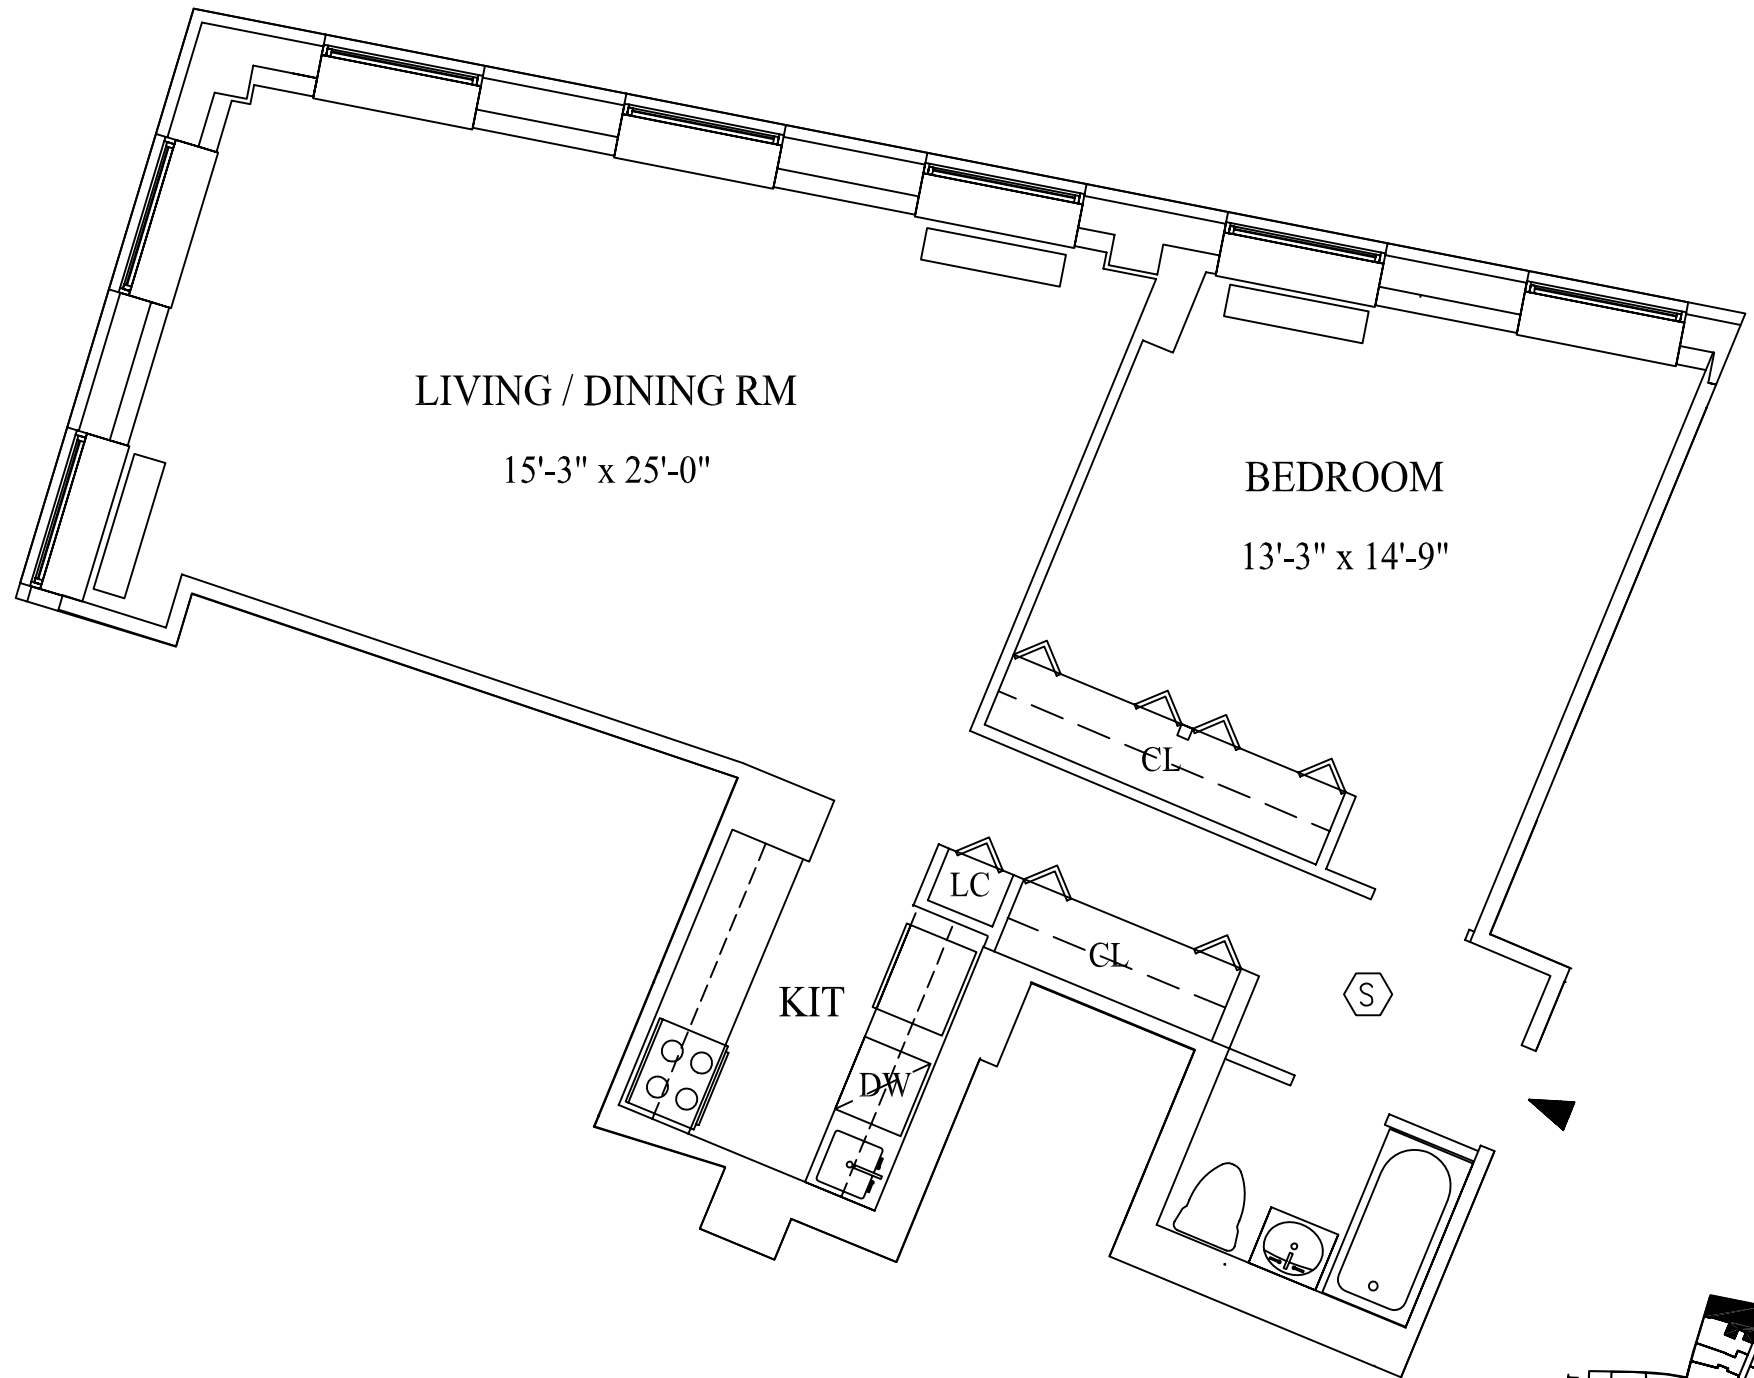 LIVING / DINING RM
15'-3" x 25'-0"
BEDROOM
13'-3" x 14'-9"
CL
LC
CL
KIT
S
DW